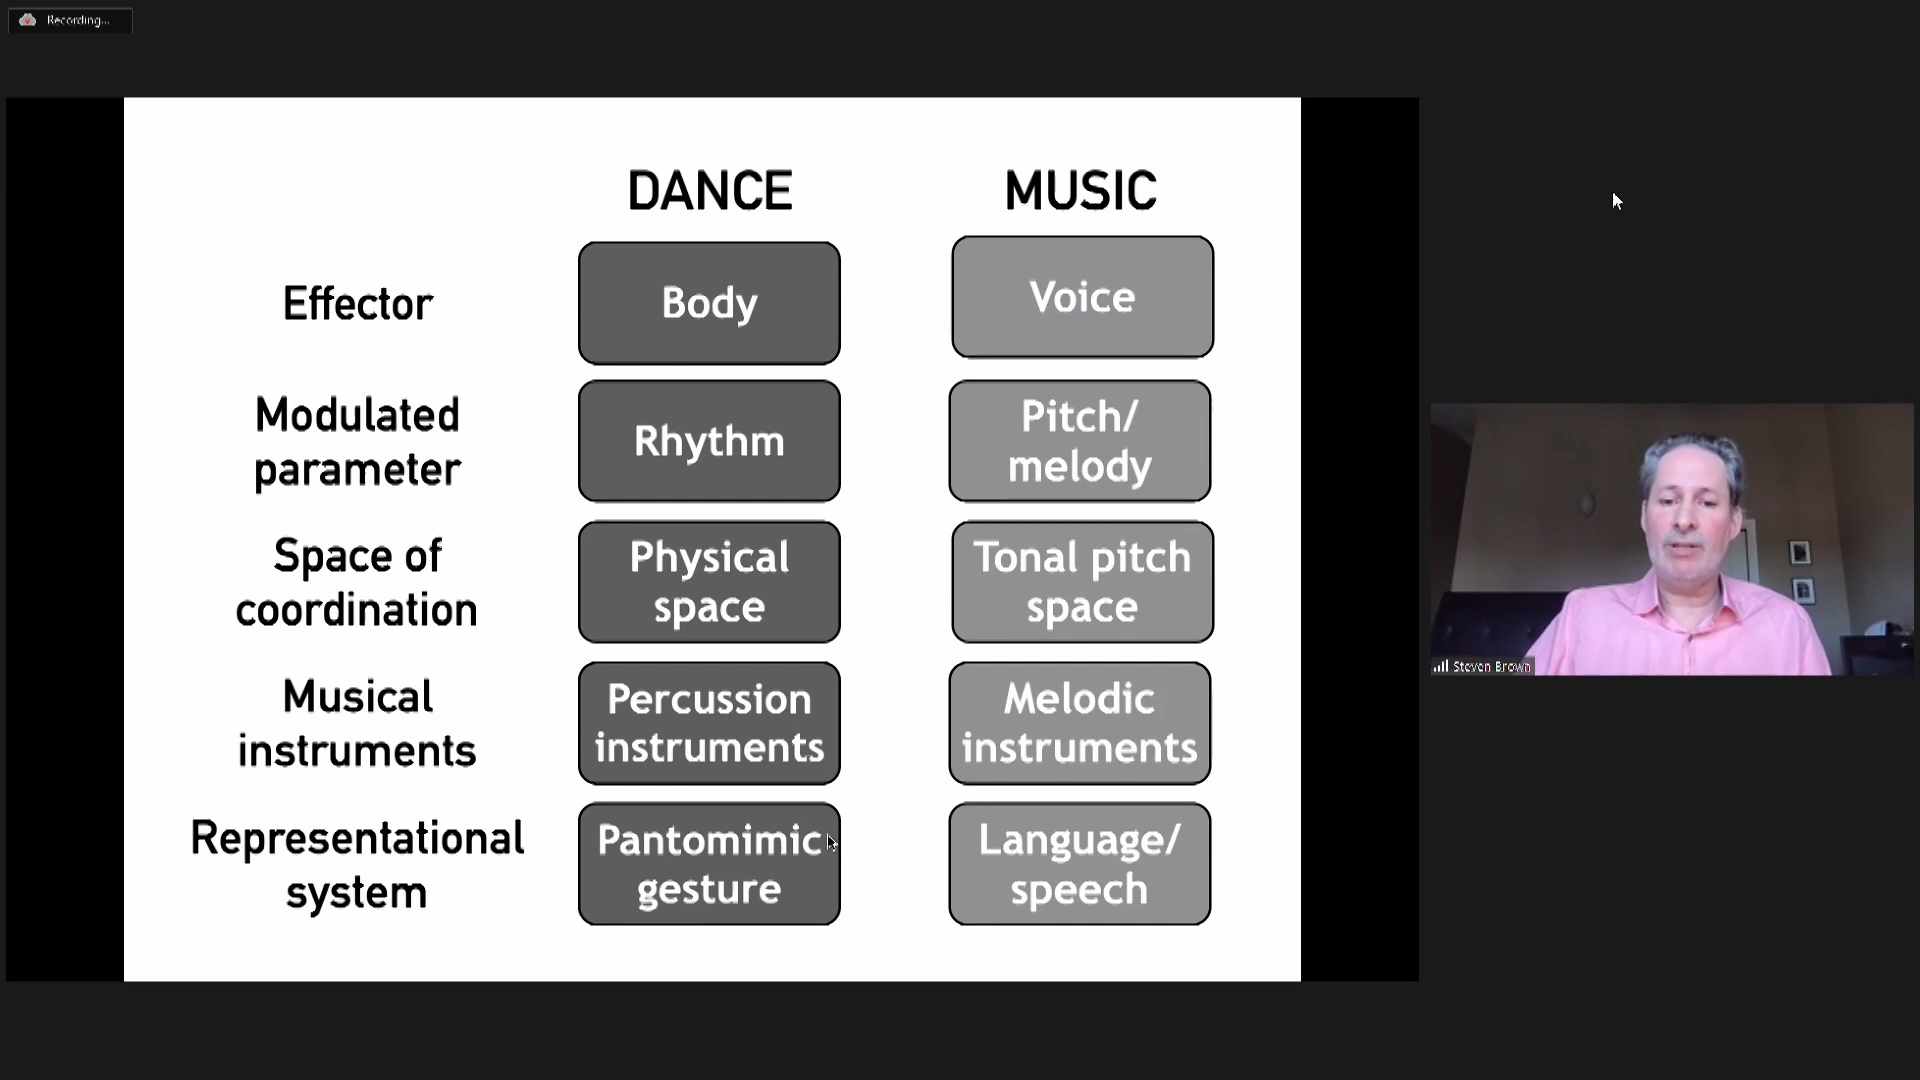 Recording...
DANCE
MUSIC
Effector
Body
Voice
Modulated
parameter
Rhythm
Pitch/
melody
Space of
coordination
Physical
space
Tonal pitch
space
Musical
instruments
Percussion
instruments
Melodic
instruments
Representational
system
Pantomimic
gesture
Language/
speech
Steven Brown